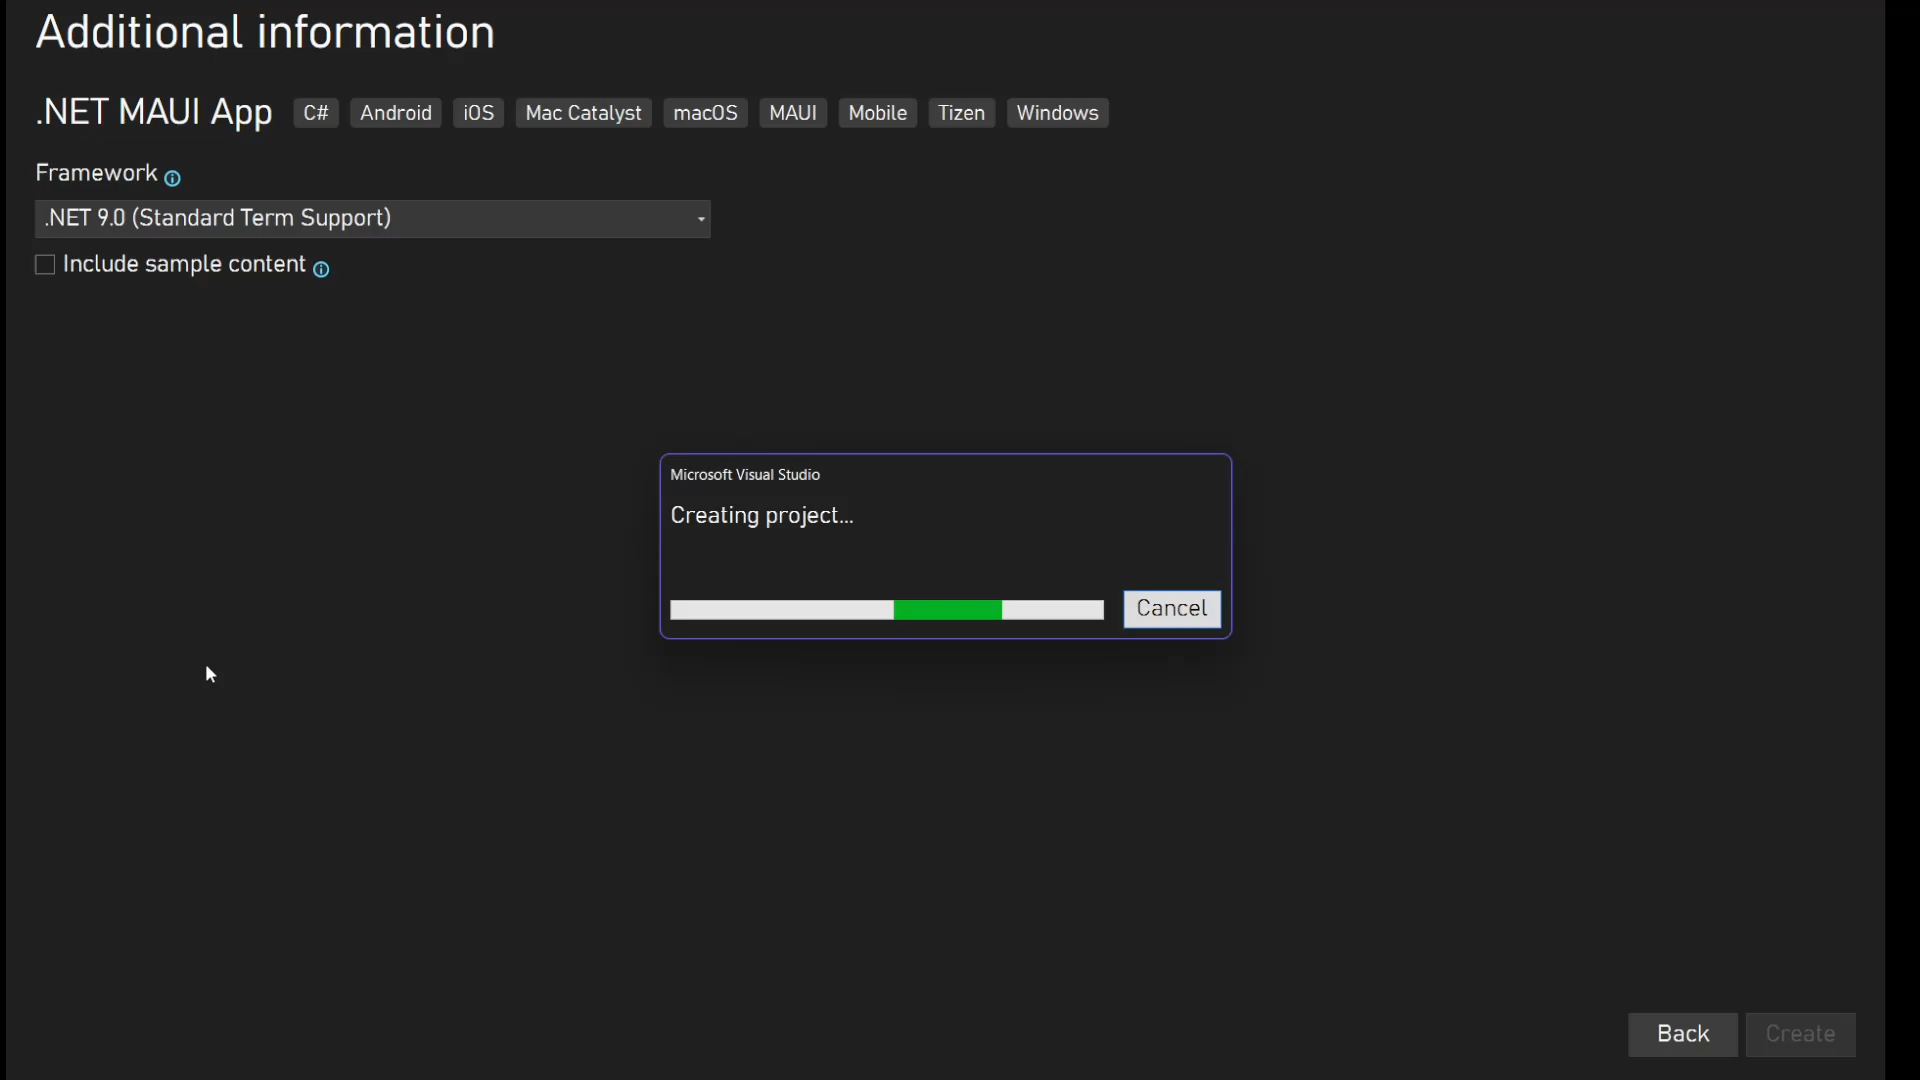 Additional information
.NET MAUI App C# Android iOS Mac Catalyst macOS MAUI Mobile Tizen Windows
Framework
.NET 9.0 (Standard Term Support)
Include sample content
Microsoft Visual Studio
Creating project...
Cancel
Back Create